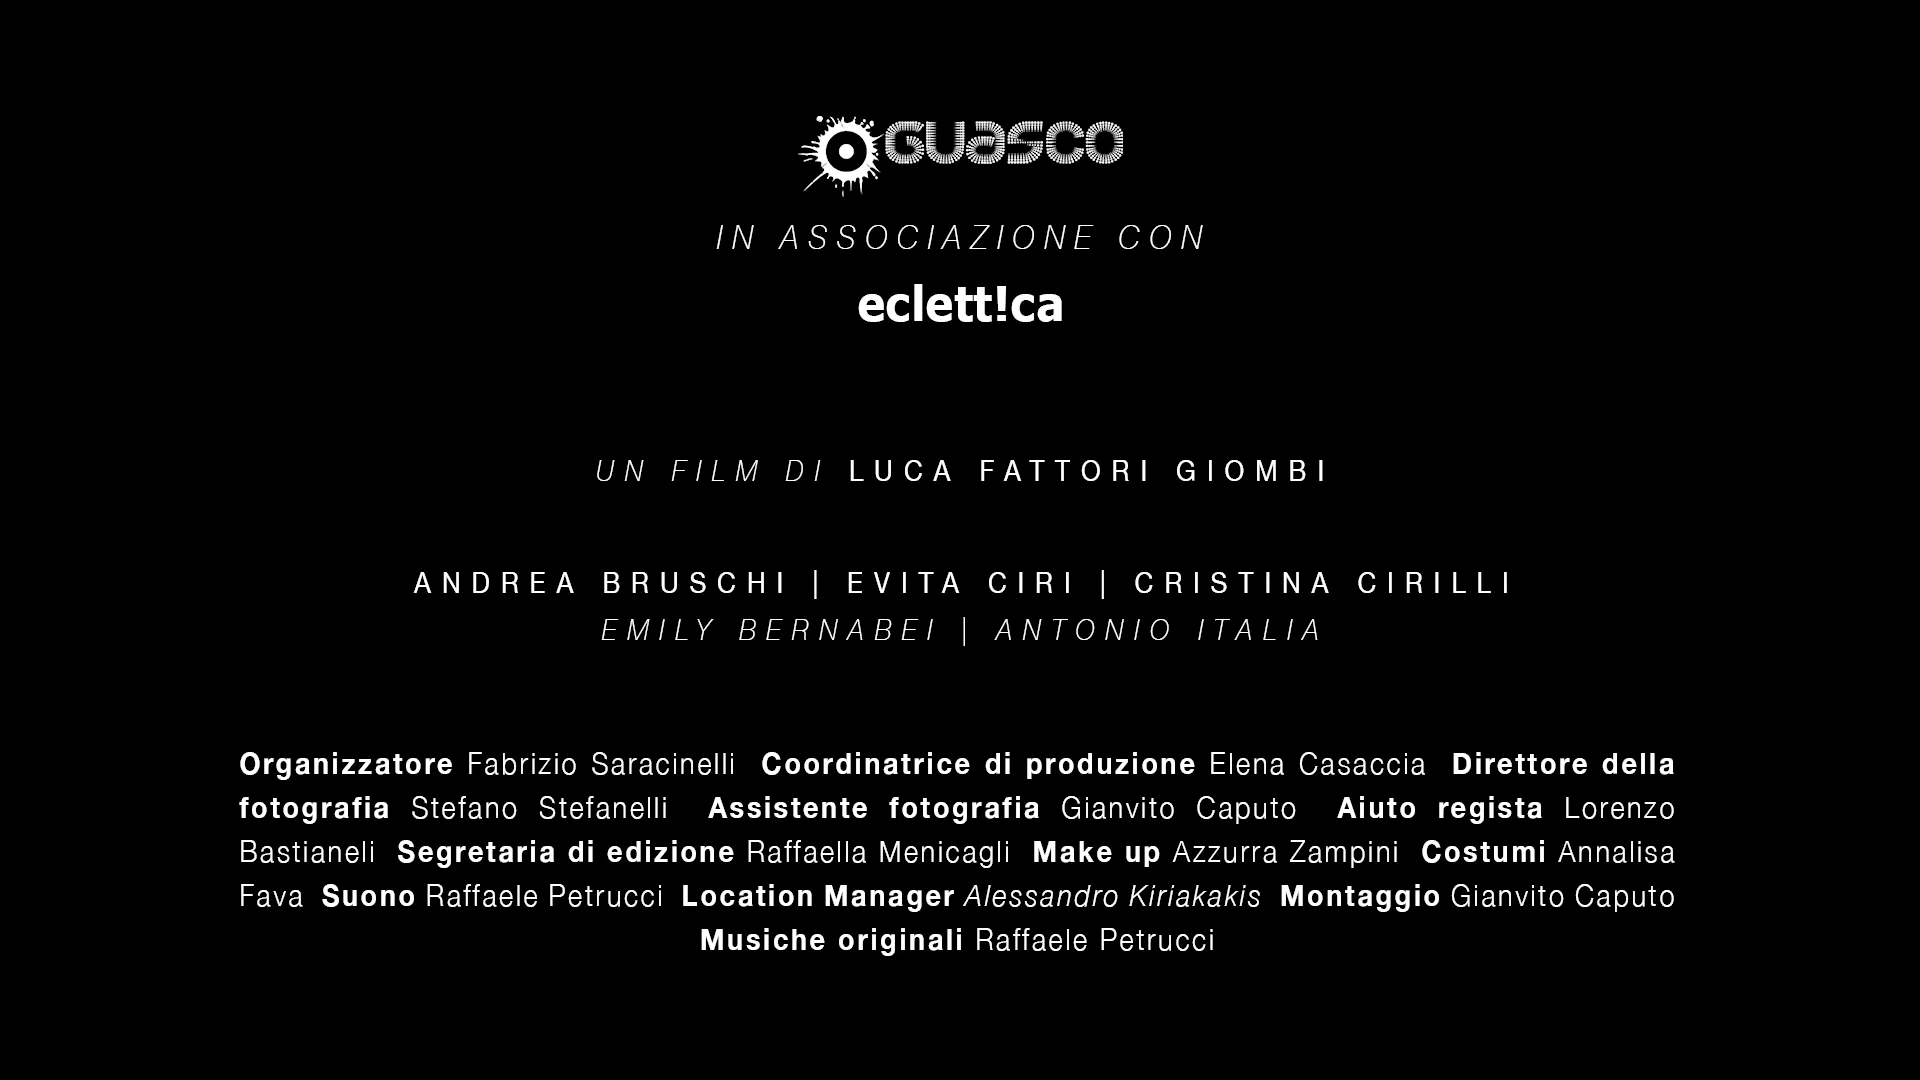 GUASCO
IN ASSOCIAZIONE CON
eclett!ca
UN FILM DI LUCA FATTORI GIOMBI
ANDREA BRUSCHI | EVITA CIRI | CRISTINA CIRILLI
EMILY BERNABEI | ANTONIO ITALIA
Organizzatore Fabrizio Saracinelli Coordinatrice di produzione Elena Casaccia Direttore della
fotografia Stefano Stefanelli Assistente fotografia Gianvito Caputo Aiuto regista Lorenzo
Bastianeli Segretaria di edizione Raffaella Menicagli Make up Azzurra Zampini Costumi Annalisa
Fava Suono Raffaele Petrucci Location Manager Alessandro Kiriakakis Montaggio Gianvito Caputo
Musiche originali Raffaele Petrucci